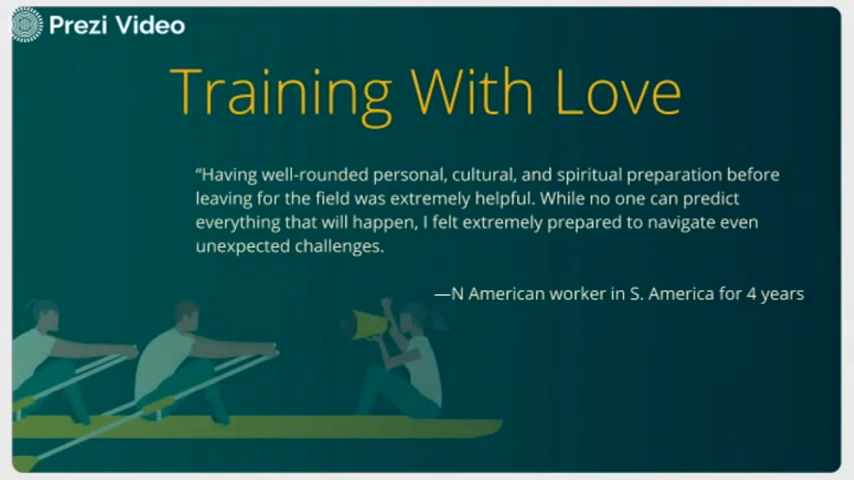 Prezi Video
Training With Love
“Having well-rounded personal, cultural, and spiritual preparation before
leaving for the field was extremely helpful. While no one can predict
everything that will happen, I felt extremely prepared to navigate even
unexpected challenges.
—N American worker in S. America for 4 years